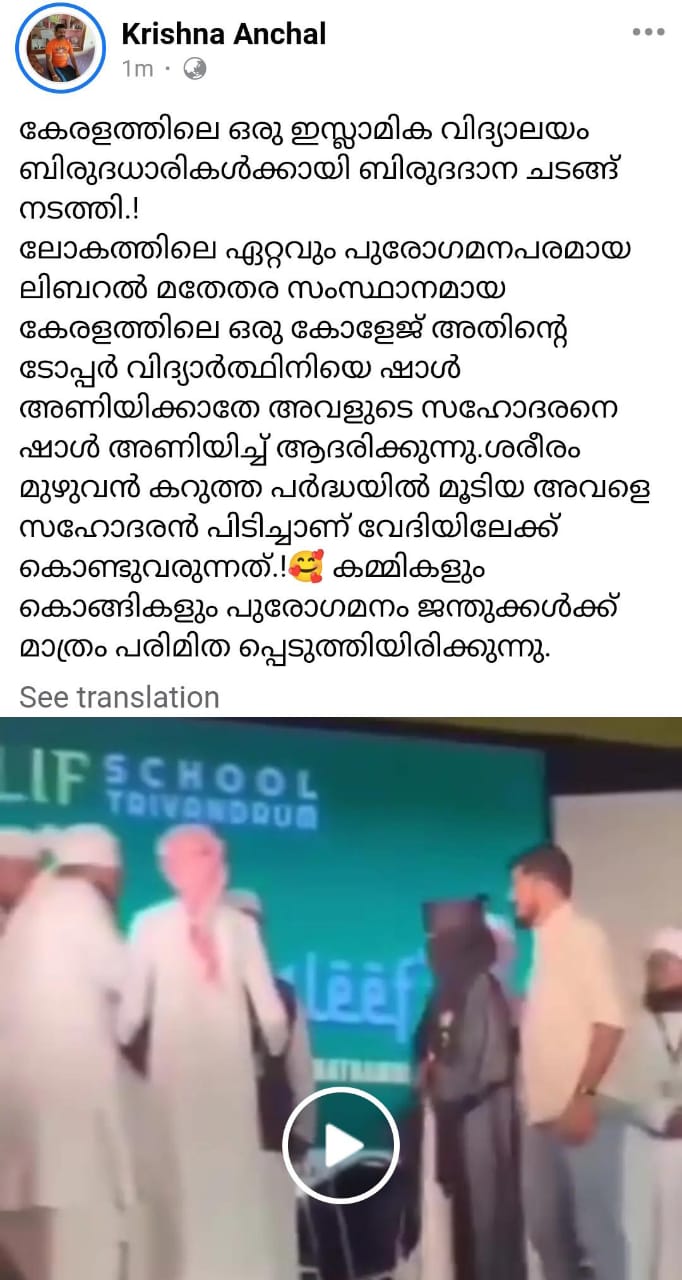 Krishna Anchal
1m ·
കേരളത്തിലെ ഒരു ഇസ്ലാമിക വിദ്യാലയം
ബിരുദധാരികൾക്കായി ബിരുദദാന ചടങ്ങ്
നടത്തി.!
ലോകത്തിലെ ഏറ്റവും പുരോഗമനപരമായ
ലിബറൽ മതേതര സംസ്ഥാനമായ
കേരളത്തിലെ ഒരു കോളേജ് അതിന്റെ
ടോപ്പർ വിദ്യാർത്ഥിനിയെ ഷാൾ
അണിയിക്കാതേ അവളുടെ സഹോദരനെ
ഷാൾ അണിയിച്ച് ആദരിക്കുന്നു.ശരീരം
മുഴുവൻ കറുത്ത പർദ്ധയിൽ മൂടിയ അവളെ
സഹോദരൻ പിടിച്ചാണ് വേദിയിലേക്ക്
കൊണ്ടുവരുന്നത്.!🥰 കമ്മികളും
കൊങ്ങികളും പുരോഗമനം ജന്തുക്കൾക്ക്
മാത്രം പരിമിത പ്പെടുത്തിയിരിക്കുന്നു.
See translation
LIF SCHOOL
TRIVANDRUM
lēēf